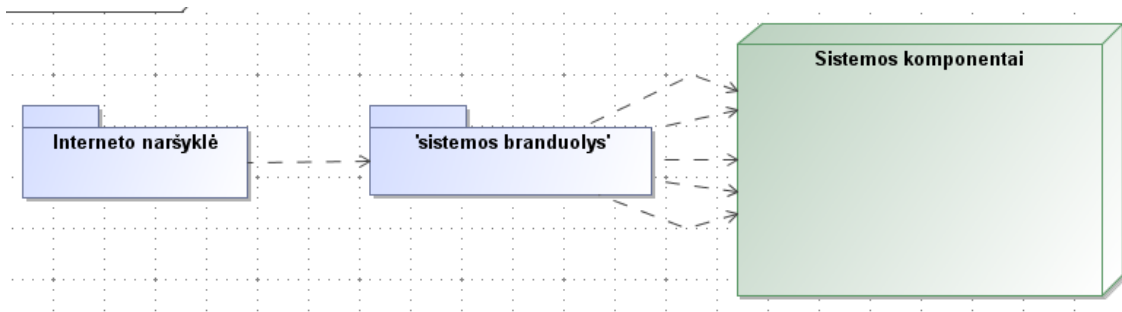 Interneto naršyklė
'sistemos branduolys'
Sistemos komponentai